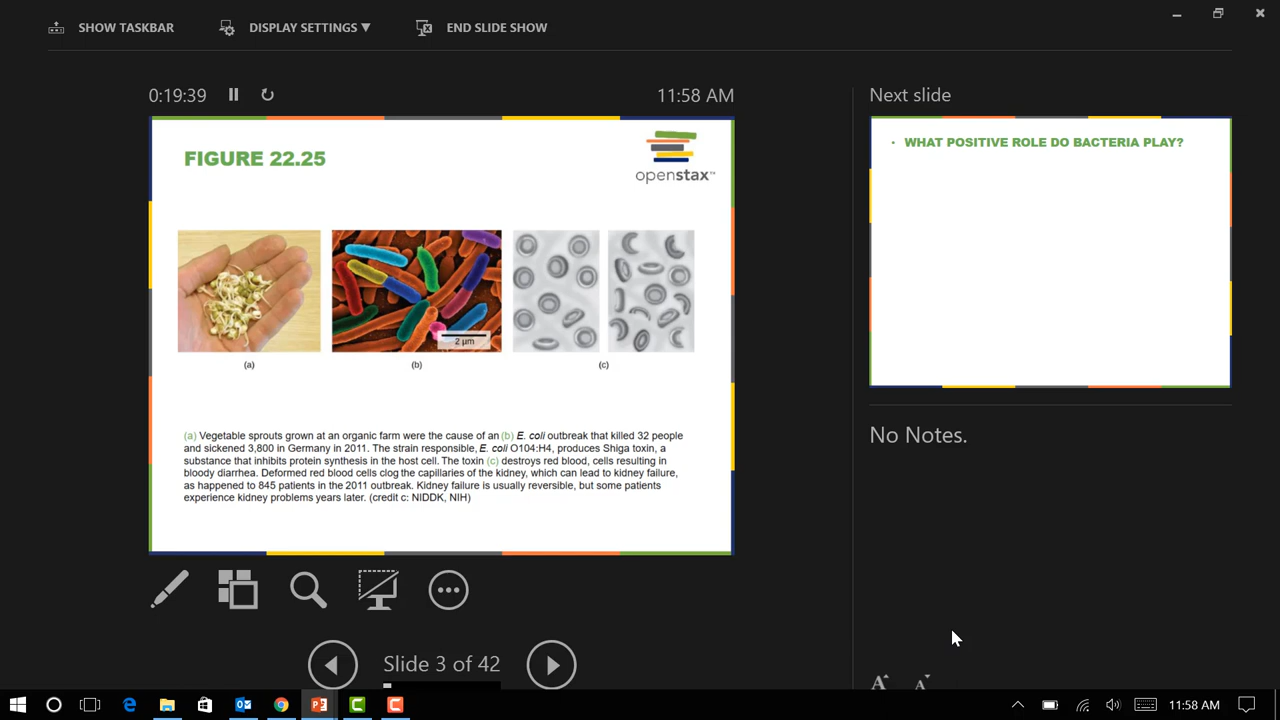 SHOW TASKBAR
DISPLAY SETTINGS ▼
END SLIDE SHOW
0:19:39
11:58 AM
FIGURE 22.25
openstax™
2 µm
(a)
(b)
(c)
(a) Vegetable sprouts grown at an organic farm were the cause of an (b) E. coli outbreak that killed 32 people
and sickened 3,800 in Germany in 2011. The strain responsible, E. coli O104:H4, produces Shiga toxin, a
substance that inhibits protein synthesis in the host cell. The toxin (c) destroys red blood, cells resulting in
bloody diarrhea. Deformed red blood cells clog the capillaries of the kidney, which can lead to kidney failure,
as happened to 845 patients in the 2011 outbreak. Kidney failure is usually reversible, but some patients
experience kidney problems years later. (credit c: NIDDK, NIH)
Slide 3 of 42
Next slide
• WHAT POSITIVE ROLE DO BACTERIA PLAY?
No Notes.
A A
11:58 AM